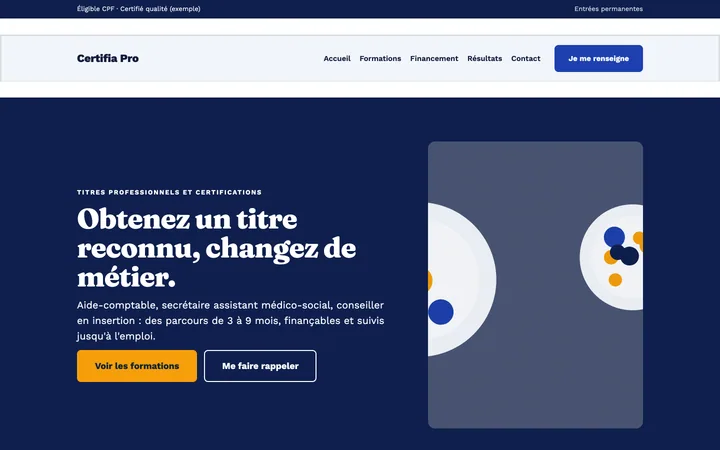 Éligible CPF · Certifié qualité (exemple)
Entrées permanentes
Certifia Pro
Accueil
Formations
Financement
Résultats
Contact
Je me renseigne
TITRES PROFESSIONNELS ET CERTIFICATIONS
Obtenez un titre
reconnu, changez de
métier.
Aide-comptable, secrétaire assistant médico-social, conseiller
en insertion : des parcours de 3 à 9 mois, finançables et suivis
jusqu'à l'emploi.
Voir les formations
Me faire rappeler